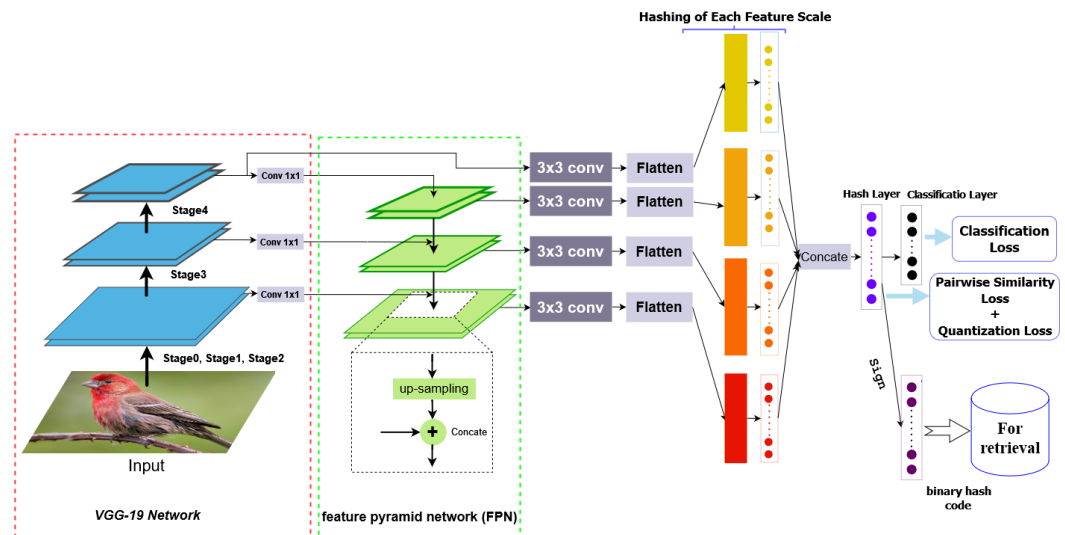 Hashing of Each Feature Scale
Stage4
Conv 1x1
Stage3
Conv 1x1
Conv 1x1
Stage0, Stage1, Stage2
Input
VGG-19 Network
up-sampling
+
Concate
feature pyramid network (FPN)
3x3 conv
Flatten
3x3 conv
Flatten
3x3 conv
Flatten
3x3 conv
Flatten
Concate
Hash Layer
Classificatio Layer
Classification
Loss
Pairwise Similarity
Loss
+
Quantization Loss
Sign
binary hash
code
For
retrieval